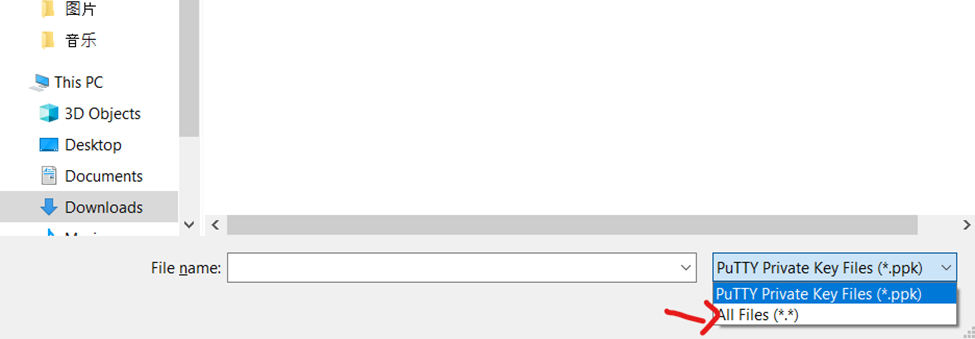 图片
音乐
This PC
3D Objects
Desktop
Documents
Downloads
File name:
PuTTY Private Key Files (*.ppk)
PuTTY Private Key Files (*.ppk)
All Files (*.*)